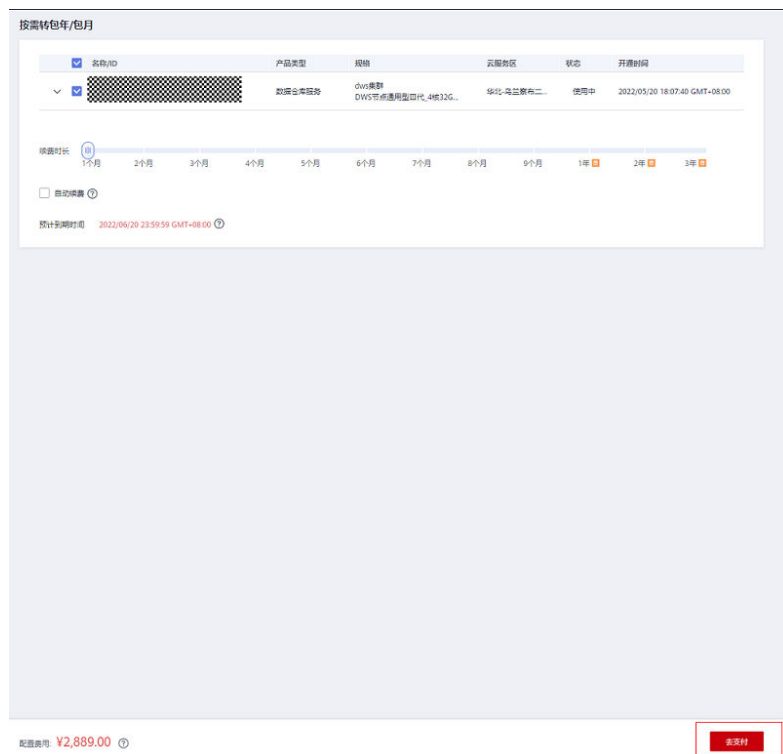 按需转包年/包月
名称/ID 产品类型 规格 云服务区 状态 开通时间
数据仓库服务 dws集群 华北-乌兰察布二... 使用中 2022/05/20 18:07:40 GMT+08:00
DWS节点通用型四代_4核32G...
续费时长
1个月 2个月 3个月 4个月 5个月 6个月 7个月 8个月 9个月 1年 2年 3年
自动续费 ?
预计到期时间 2022/06/20 23:59:59 GMT+08:00 ?
配置费用: ¥2,889.00 ?
去支付